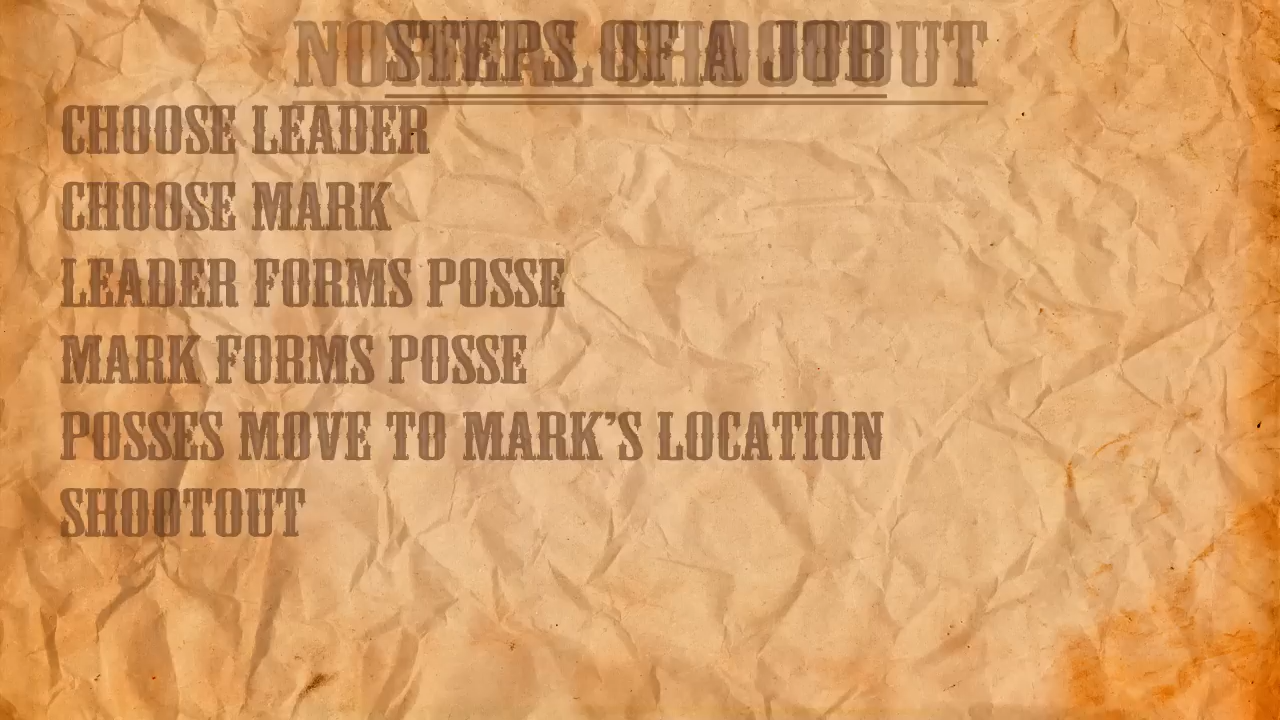 STEPS OF A JOB
CHOOSE LEADER
CHOOSE MARK
LEADER FORMS POSSE
MARK FORMS POSSE
POSSES MOVE TO MARK’S LOCATION
SHOOTOUT